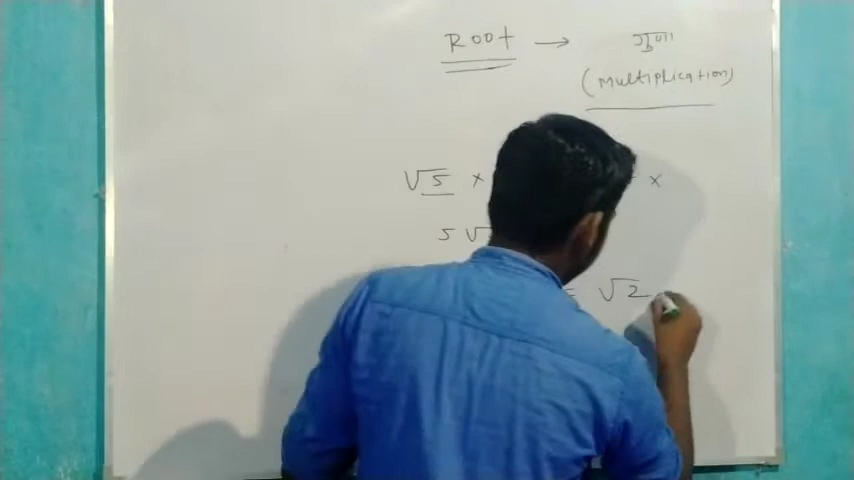 Root → गुणा
(Multiplication)
√5 × ×
5 √
= √2